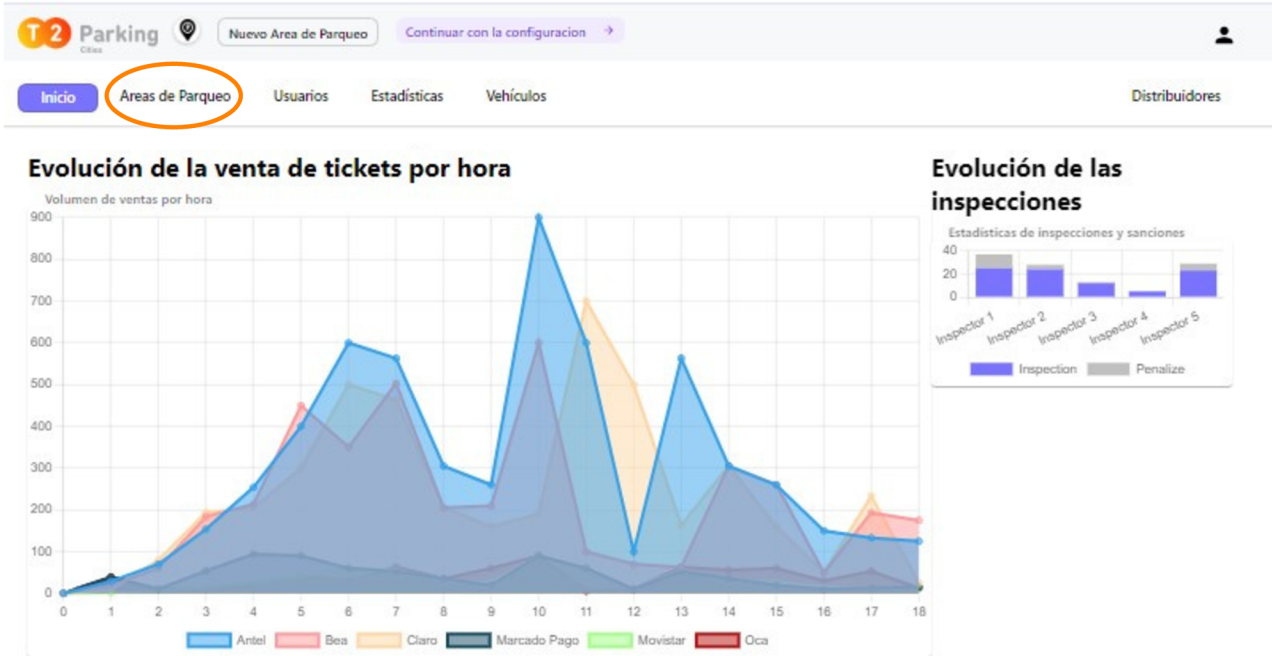 T2 Parking
Cities
Nuevo Area de Parqueo
Continuar con la configuracion →
Inicio
Areas de Parqueo
Usuarios
Estadísticas
Vehículos
Distribuidores
Evolución de la venta de tickets por hora
Volumen de ventas por hora
900
800
700
600
500
400
300
200
100
0
0 1 2 3 4 5 6 7 8 9 10 11 12 13 14 15 16 17 18
Antel Bea Claro Marcado Pago Movistar Oca
Evolución de las
inspecciones
Estadísticas de inspecciones y sanciones
40
20
0
Inspector 1 Inspector 2 Inspector 3 Inspector 4 Inspector 5
Inspection Penalize